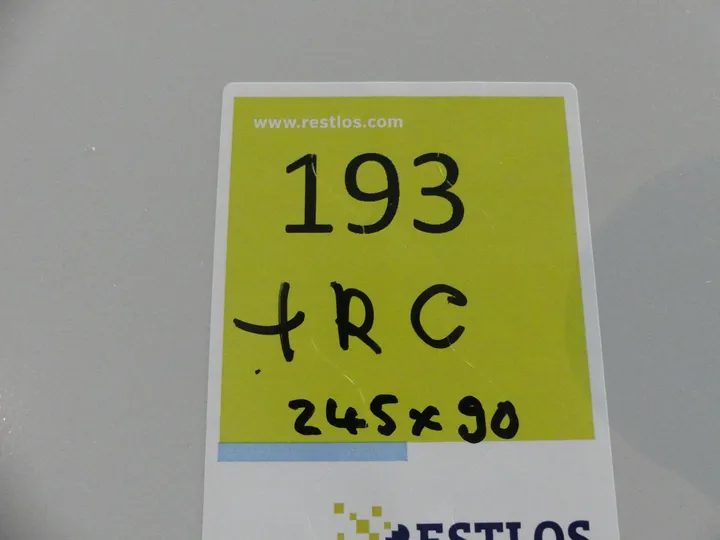 www.restlos.com
193
+ R C
245 x 90
RESTLOS